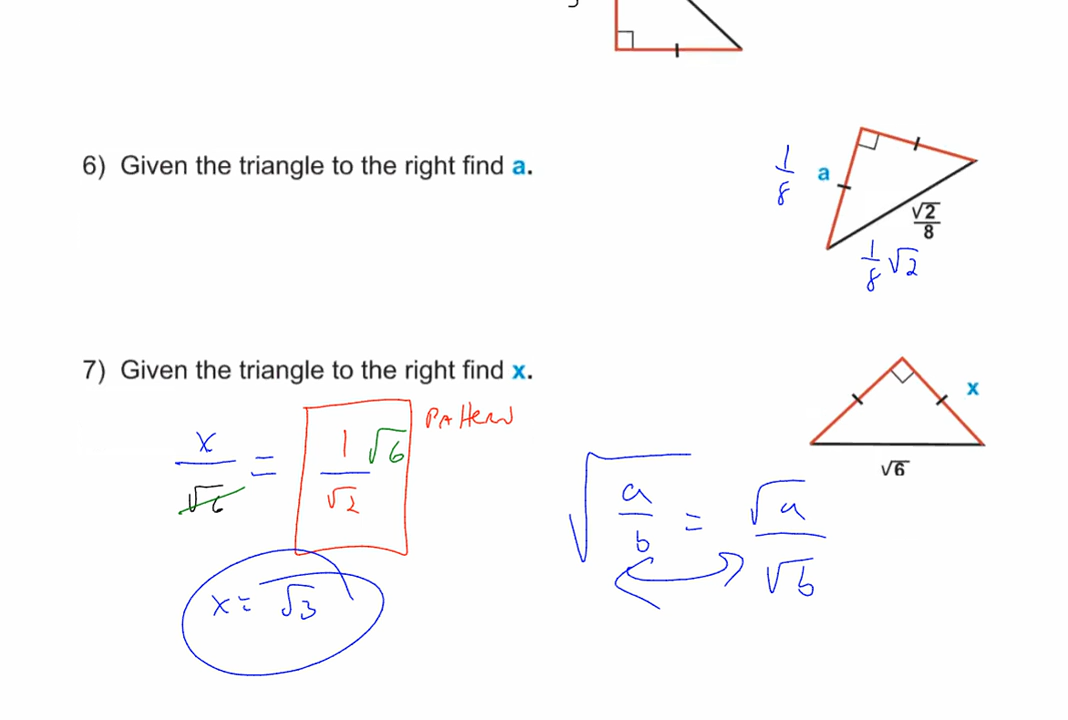 6) Given the triangle to the right find a.
1/8
a
√2/8
1/8 √2
7) Given the triangle to the right find x.
x
√6
x/√6 = 1/√2 √6
PAttern
√(a/b) = √a/√b
x = √3